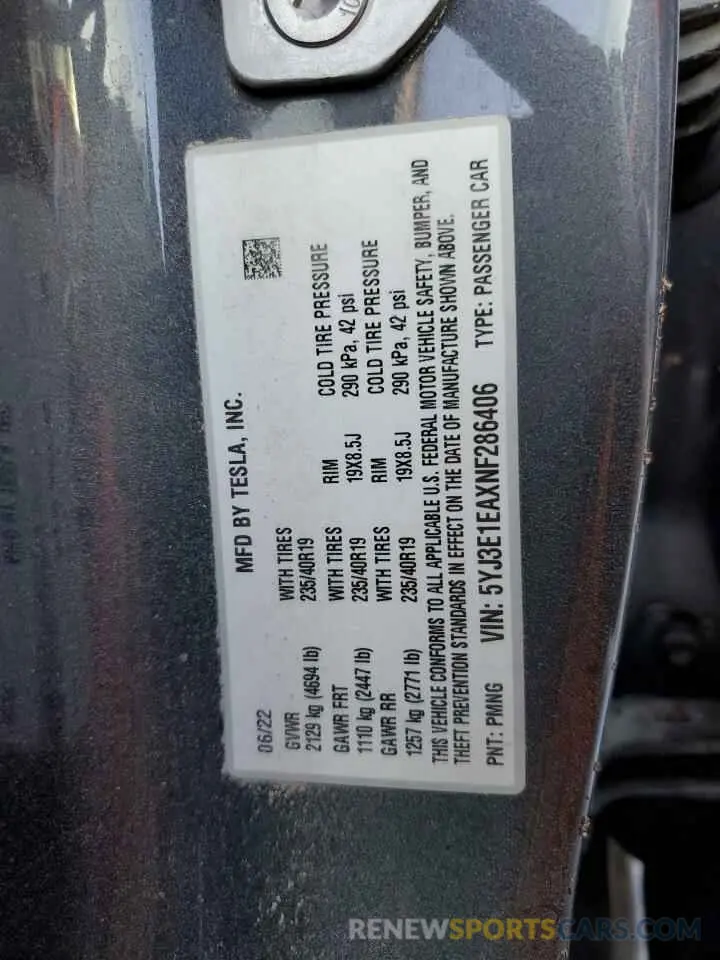 MFD BY TESLA, INC.
06/22
GVWR WITH TIRES RIM COLD TIRE PRESSURE
2129 kg (4694 lb) 235/40R19 19X8.5J 290 kPa, 42 psi
GAWR FRT WITH TIRES RIM COLD TIRE PRESSURE
1110 kg (2447 lb) 235/40R19 19X8.5J 290 kPa, 42 psi
GAWR RR WITH TIRES
1257 kg (2771 lb) 235/40R19
THIS VEHICLE CONFORMS TO ALL APPLICABLE U.S. FEDERAL MOTOR VEHICLE SAFETY, BUMPER, AND
THEFT PREVENTION STANDARDS IN EFFECT ON THE DATE OF MANUFACTURE SHOWN ABOVE.
PNT: PMNG VIN: 5YJ3E1EAXNF286406 TYPE: PASSENGER CAR
10
RENEWSPORTSCARS.COM